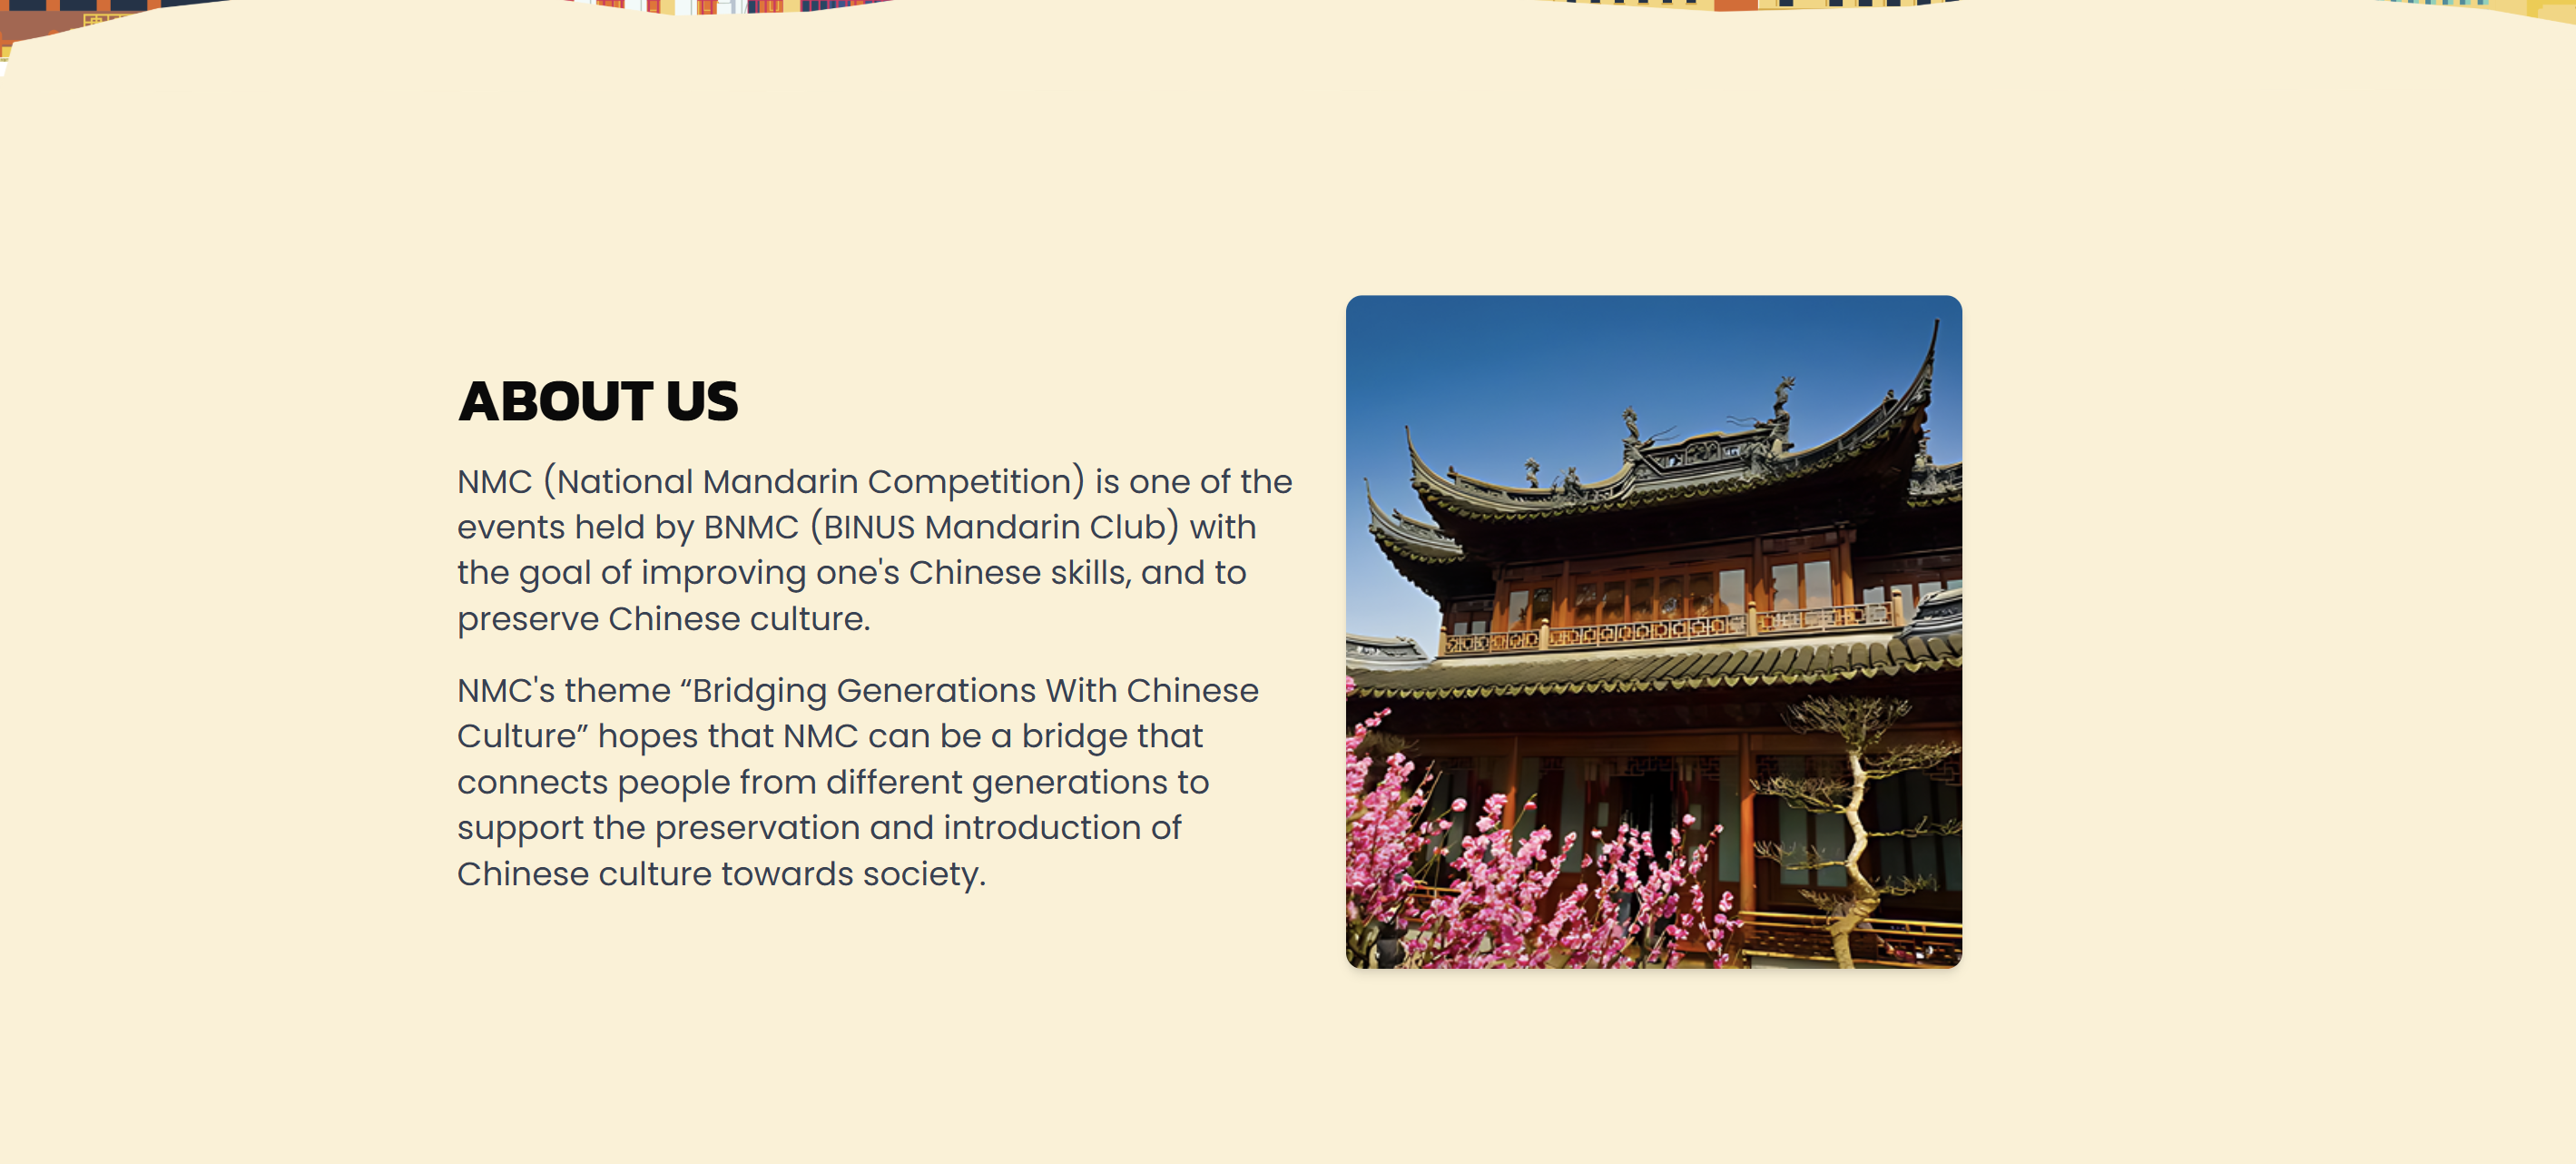 ABOUT US
NMC (National Mandarin Competition) is one of the
events held by BNMC (BINUS Mandarin Club) with
the goal of improving one's Chinese skills, and to
preserve Chinese culture.
NMC's theme “Bridging Generations With Chinese
Culture” hopes that NMC can be a bridge that
connects people from different generations to
support the preservation and introduction of
Chinese culture towards society.